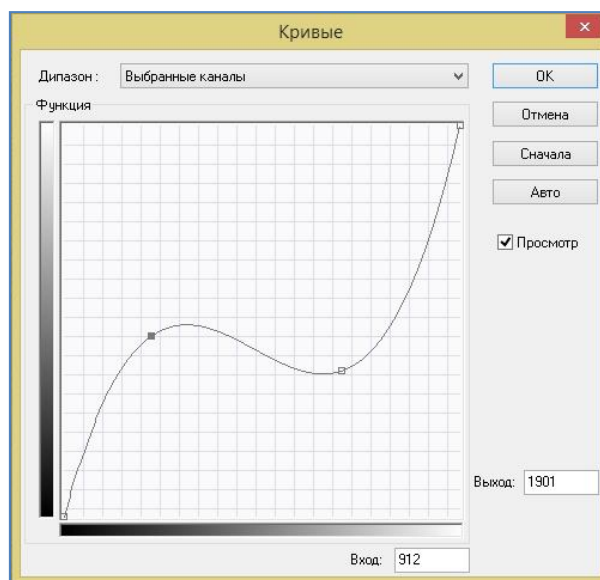 Кривые
Дипазон : Выбранные каналы
OK
Функция
Отмена
Сначала
Авто
Просмотр
Выход: 1901
Вход: 912